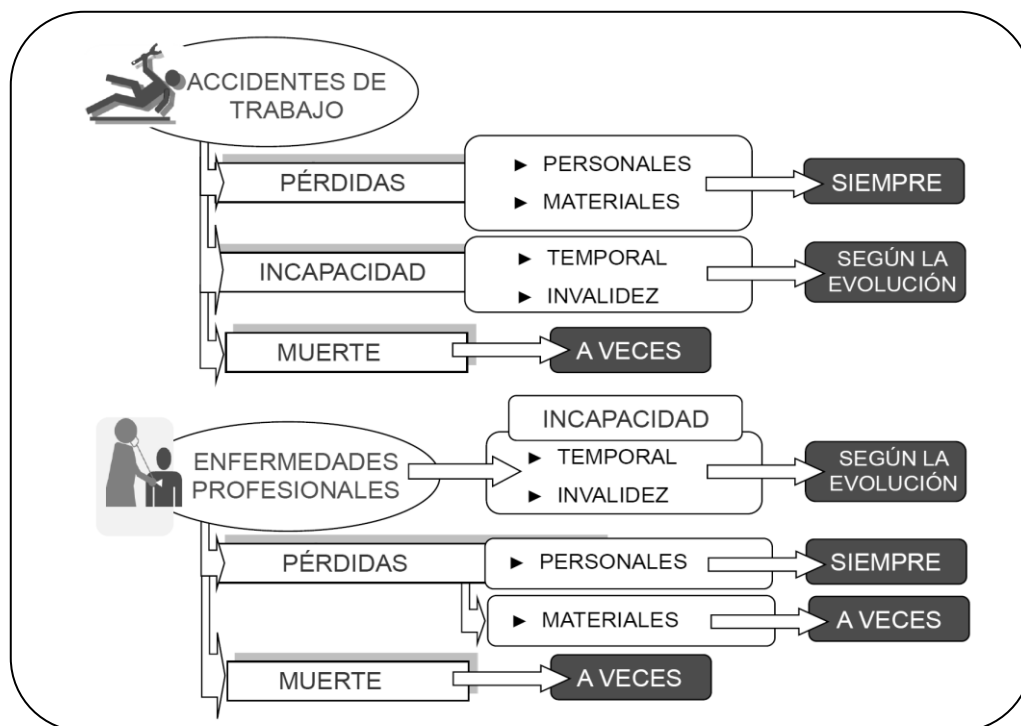 ACCIDENTES DE
TRABAJO
PÉRDIDAS
► PERSONALES
► MATERIALES
SIEMPRE
INCAPACIDAD
► TEMPORAL
► INVALIDEZ
SEGÚN LA
EVOLUCIÓN
MUERTE
A VECES
ENFERMEDADES
PROFESIONALES
INCAPACIDAD
► TEMPORAL
► INVALIDEZ
SEGÚN LA
EVOLUCIÓN
PÉRDIDAS
► PERSONALES
SIEMPRE
► MATERIALES
A VECES
MUERTE
A VECES